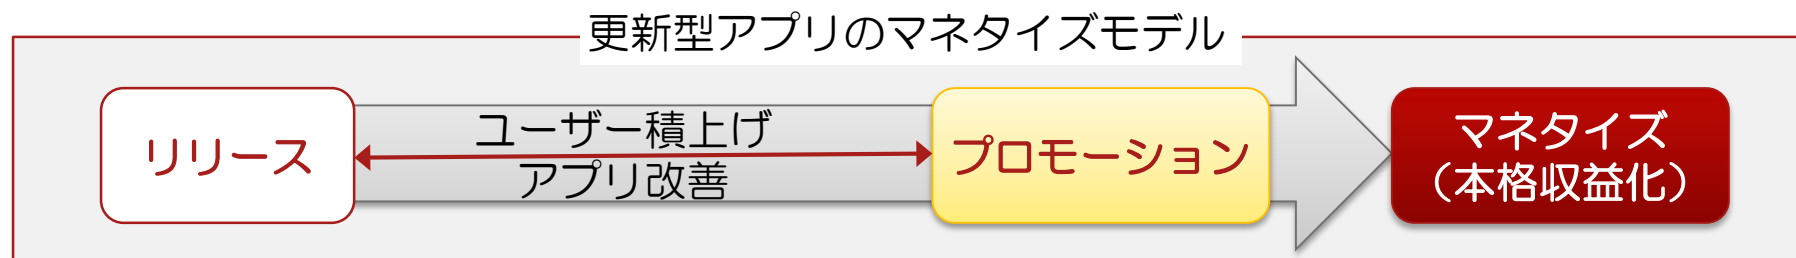 更新型アプリのマネタイズモデル
リリース
ユーザー積上げ
アプリ改善
プロモーション
マネタイズ
（本格収益化）